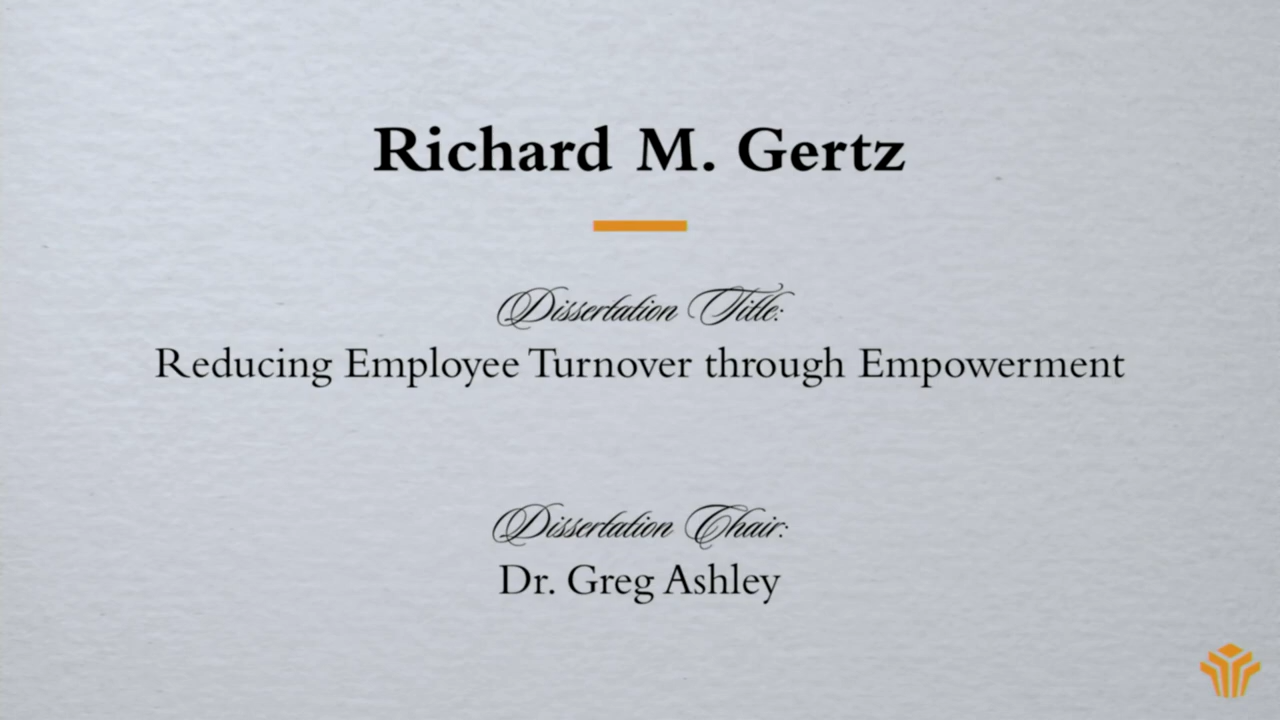 Richard M. Gertz
Dissertation Title:
Reducing Employee Turnover through Empowerment
Dissertation Chair:
Dr. Greg Ashley